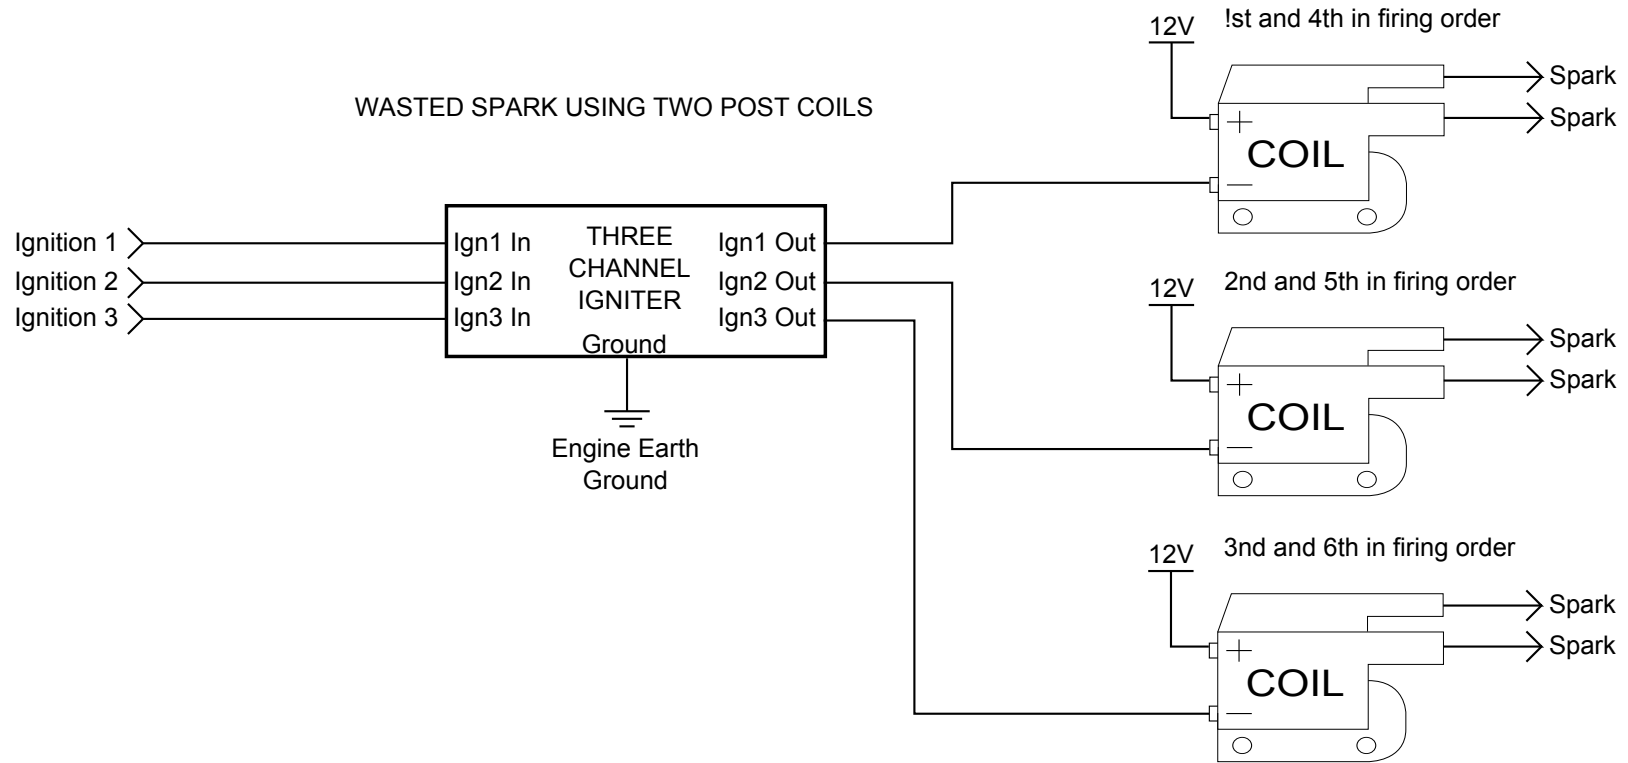 WASTED SPARK USING TWO POST COILS
Ignition 1
Ignition 2
Ignition 3
Ign1 In
Ign2 In
Ign3 In
THREE
CHANNEL
IGNITER
Ground
Ign1 Out
Ign2 Out
Ign3 Out
Engine Earth
Ground
12V
!st and 4th in firing order
+
COIL
—
Spark
Spark
12V
2nd and 5th in firing order
+
COIL
—
Spark
Spark
12V
3nd and 6th in firing order
+
COIL
—
Spark
Spark